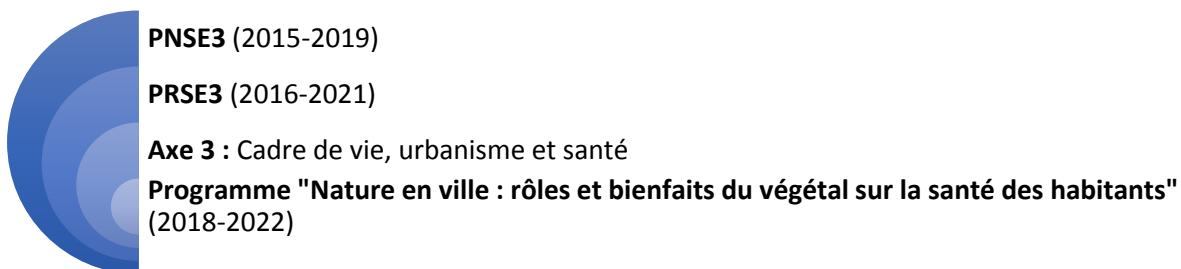 PNSE3 (2015-2019)
PRSE3 (2016-2021)
Axe 3 : Cadre de vie, urbanisme et santé
Programme "Nature en ville : rôles et bienfaits du végétal sur la santé des habitants"
(2018-2022)